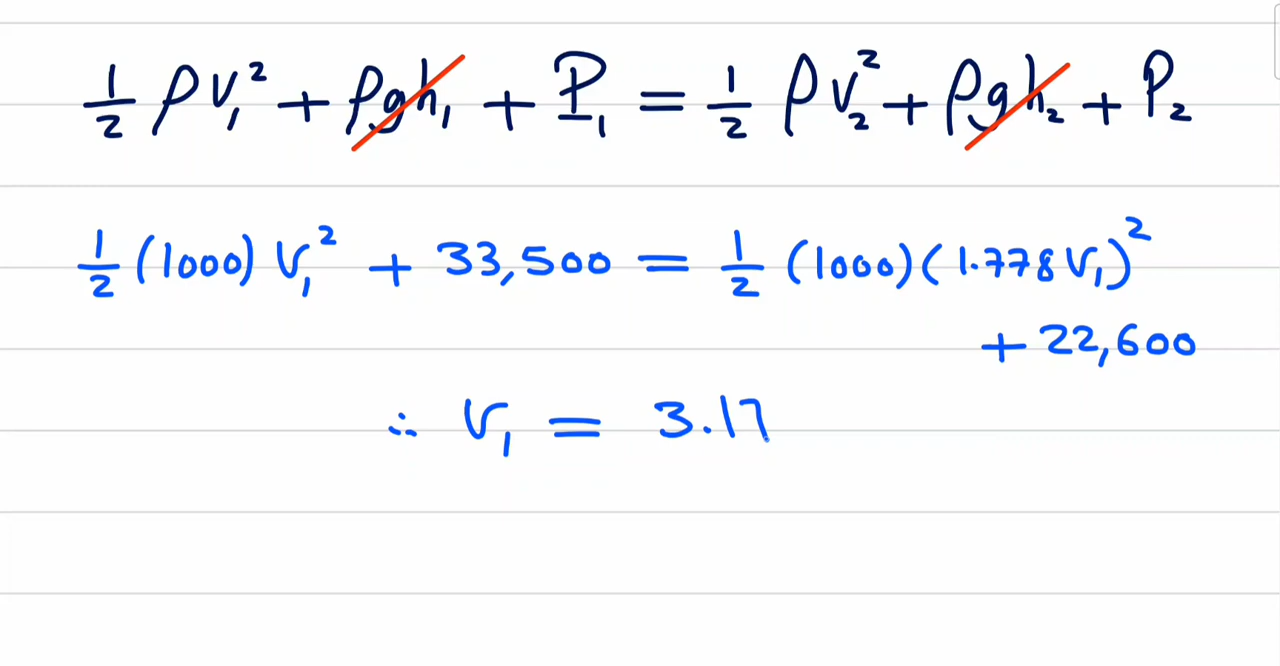 ½ ρv₁² + ρgh₁ + P₁ = ½ ρv₂² + ρgh₂ + P₂
½ (1000) v₁² + 33,500 = ½ (1000)(1.778 v₁)²
+ 22,600
∴ v₁ = 3.17